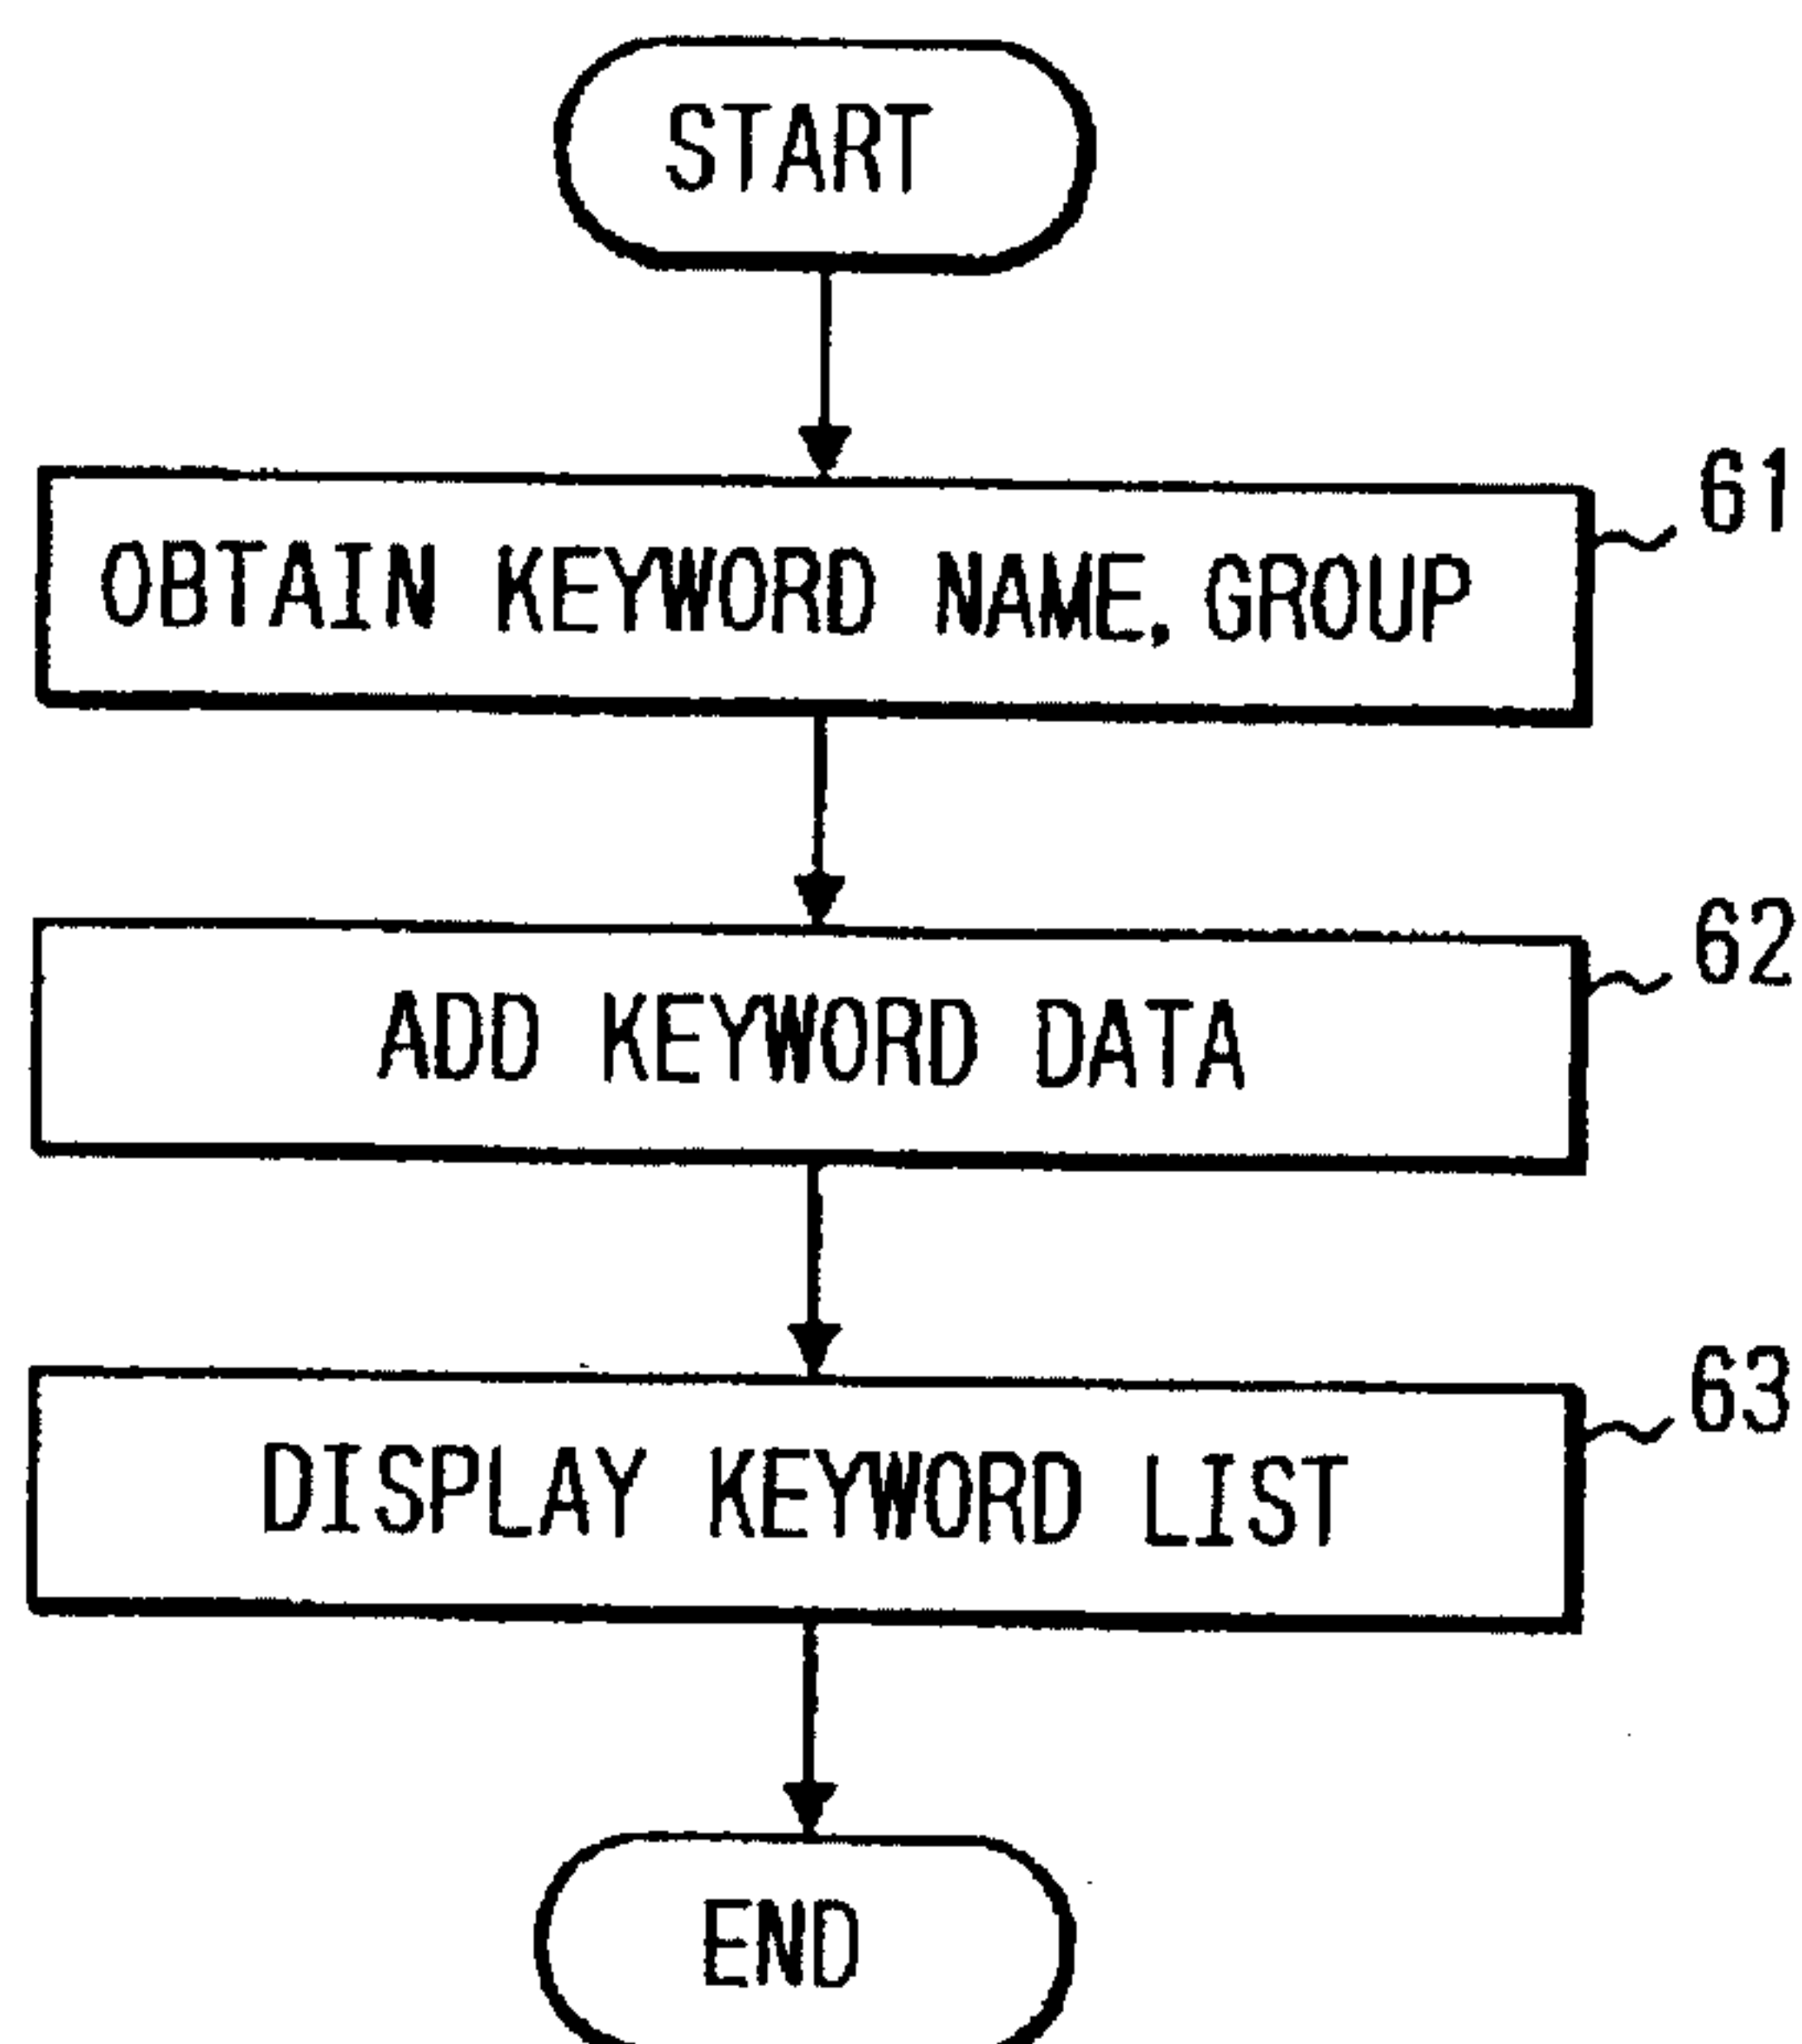 START
61
OBTAIN KEYWORD NAME, GROUP
62
ADD KEYWORD DATA
63
DISPLAY KEYWORD LIST
END